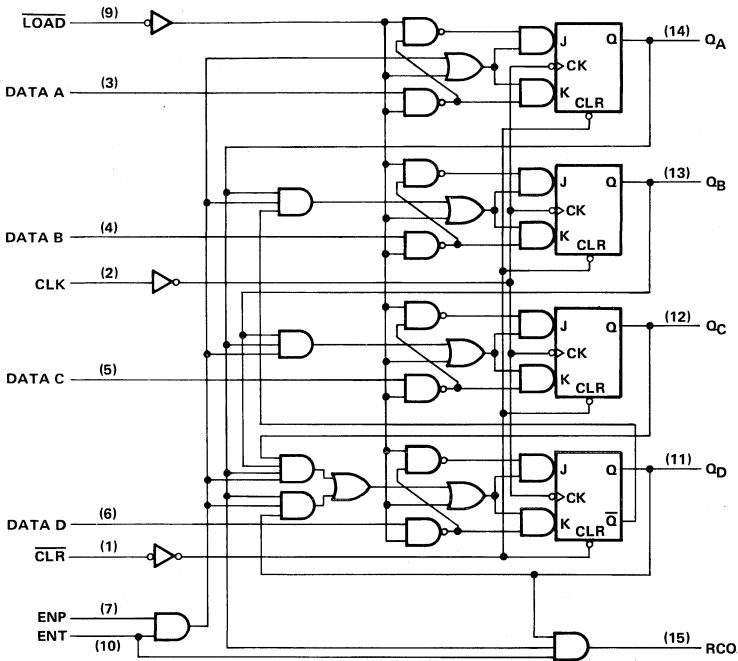 (9)
LOAD
J Q (14) QA
CK
DATA A (3)
K
CLR
J Q (13) QB
CK
DATA B (4)
K
CLR
CLK (2)
J Q (12) QC
CK
DATA C (5)
K
CLR
J Q (11) QD
CK
DATA D (6)
K Q
CLR
CLR (1)
ENP (7)
ENT
(10)
(15) RCO